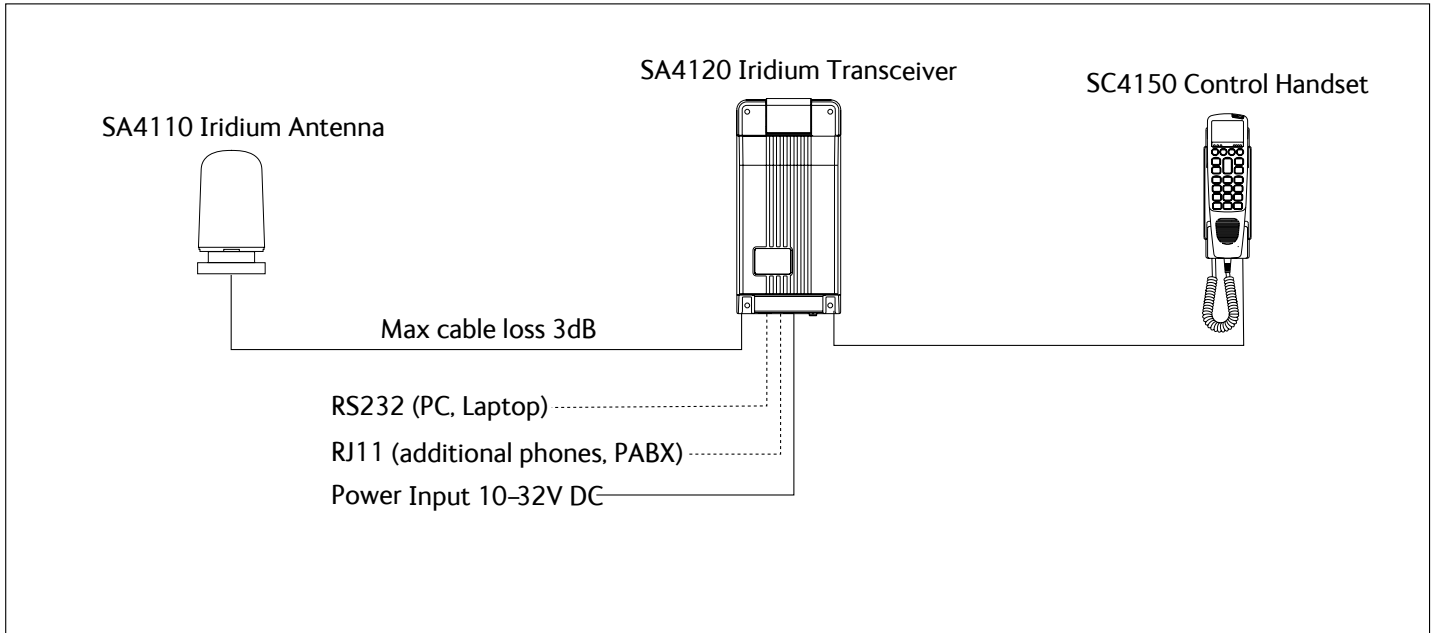 SA4120 Iridium Transceiver
SC4150 Control Handset
SA4110 Iridium Antenna
Max cable loss 3dB
RS232 (PC, Laptop)
RJ11 (additional phones, PABX)
Power Input 10–32V DC